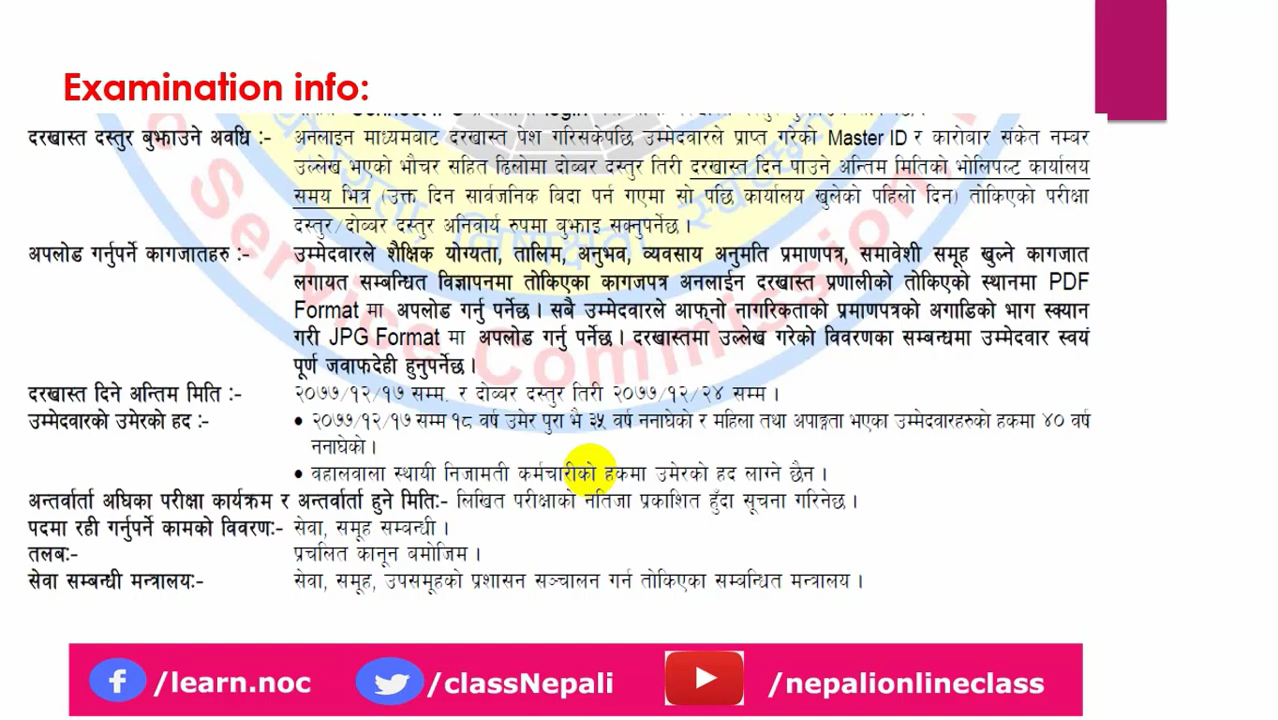 Examination info:
दरखास्त दस्तुर बुझाउने अवधि :- अनलाइन माध्यमबाट दरखास्त पेश गरिसकेपछि उम्मेदवारले प्राप्त गरेको Master ID र कारोबार संकेत नम्बर
उल्लेख भएको भौचर सहित ढिलोमा दोब्बर दस्तुर तिरी दरखास्त दिन पाउने अन्तिम मितिको भोलिपल्ट कार्यालय
समय भित्र (उक्त दिन सार्वजनिक विदा पर्न गएमा सो पछि कार्यालय खुलेको पहिलो दिन) तोकिएको परीक्षा
दस्तुर/दोब्बर दस्तुर अनिवार्य रुपमा बुझाइ सक्नुपर्नेछ ।
अपलोड गर्नुपर्ने कागजातहरु :- उम्मेदवारले शैक्षिक योग्यता, तालिम, अनुभव, व्यवसाय अनुमति प्रमाणपत्र, समावेशी समूह खुल्ने कागजात
लगायत सम्बन्धित विज्ञापनमा तोकिएका कागजपत्र अनलाईन दरखास्त प्रणालीको तोकिएको स्थानमा PDF
Format मा अपलोड गर्नु पर्नेछ । सबै उम्मेदवारले आफ्नो नागरिकताको प्रमाणपत्रको अगाडिको भाग स्क्यान
गरी JPG Format मा अपलोड गर्नु पर्नेछ । दरखास्तमा उल्लेख गरेको विवरणका सम्बन्धमा उम्मेदवार स्वयं
पूर्ण जवाफदेही हुनुपर्नेछ ।
दरखास्त दिने अन्तिम मिति :- २०७७/१२/१७ सम्म. र दोब्बर दस्तुर तिरी २०७७/१२/२४ सम्म ।
उम्मेदवारको उमेरको हद :- • २०७७/१२/१७ सम्म १८ वर्ष उमेर पुरा भै ३५ वर्ष ननाघेको र महिला तथा अपाङ्गता भएका उम्मेदवारहरुको हकमा ४० वर्ष
ननाघेको ।
• वहालवाला स्थायी निजामती कर्मचारीको हकमा उमेरको हद लाग्ने छैन ।
अन्तर्वार्ता अघिका परीक्षा कार्यक्रम र अन्तर्वार्ता हुने मितिः- लिखित परीक्षाको नतिजा प्रकाशित हुँदा सूचना गरिनेछ ।
पदमा रही गर्नुपर्ने कामको विवरणः- सेवा, समूह सम्बन्धी ।
तलबः- प्रचलित कानून बमोजिम ।
सेवा सम्बन्धी मन्त्रालयः- सेवा, समूह, उपसमूहको प्रशासन सञ्चालन गर्न तोकिएका सम्बन्धित मन्त्रालय ।
/learn.noc /classNepali /nepalionlineclass